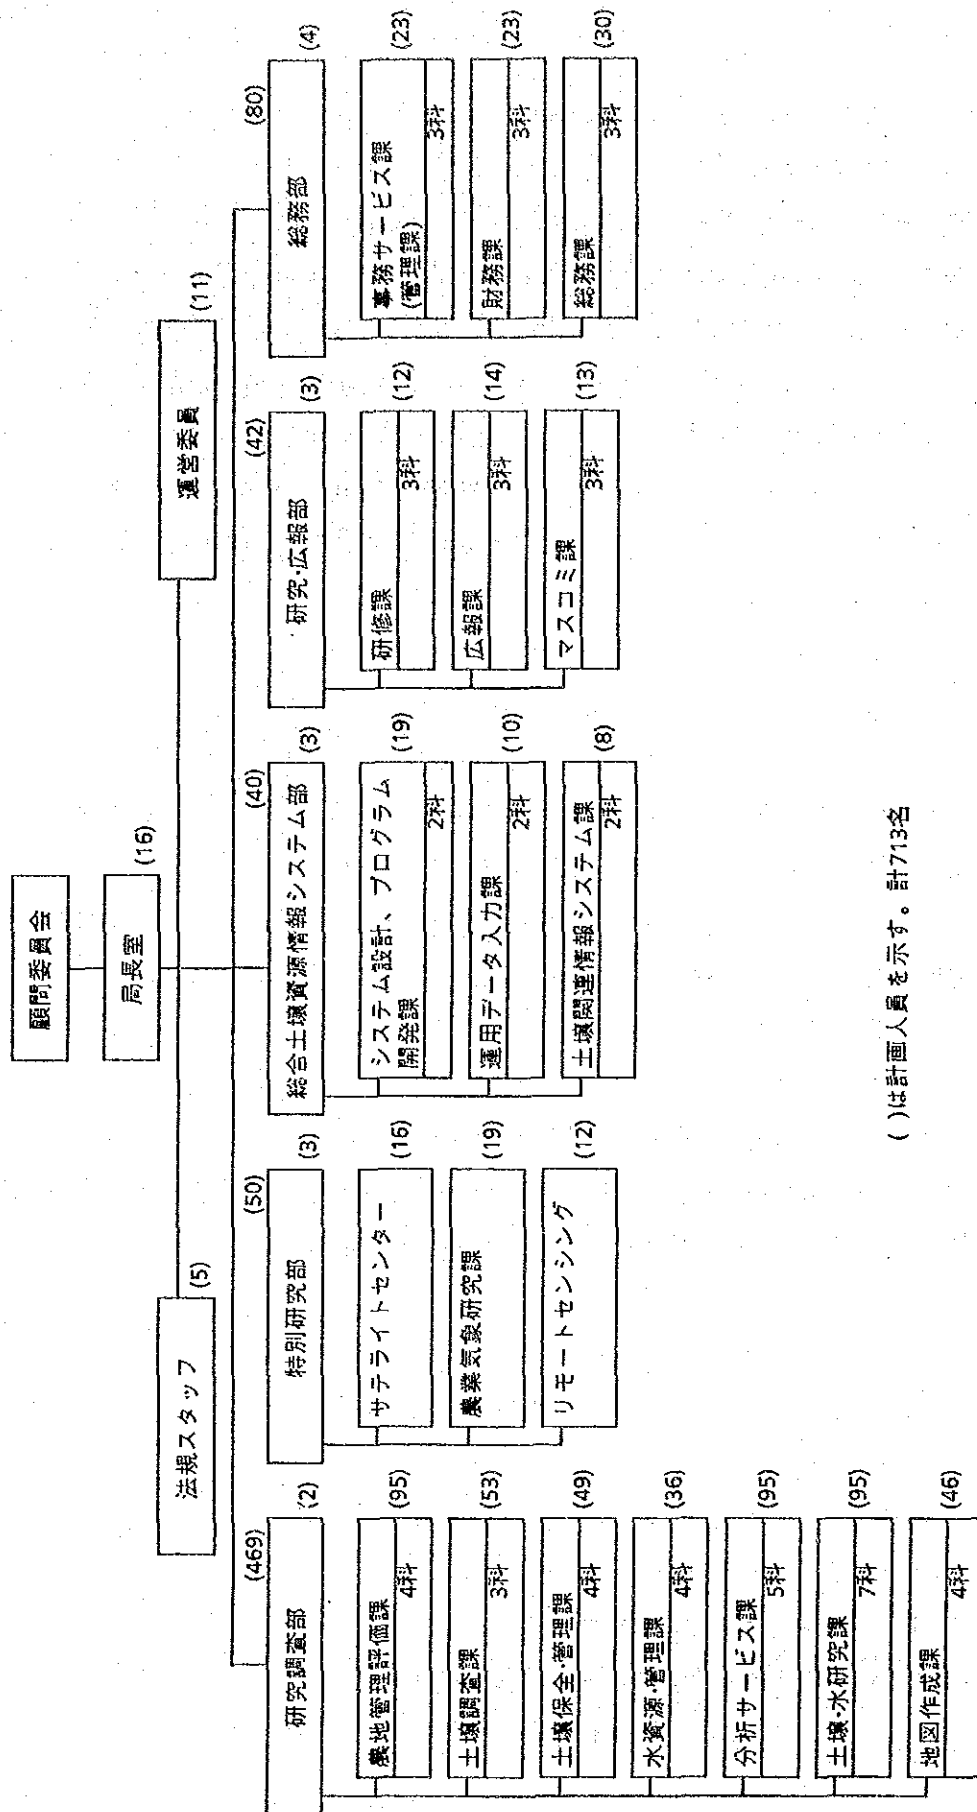 顧問委員会
局長室
(16)
法規スタッフ
(5)
運営委員
(11)
(469)
研究調査部
(2)
農地管理評価課
4科
(95)
土壌調査課
3科
(53)
土壌保全・管理課
4科
(49)
水資源・管理課
4科
(36)
分析サービス課
5科
(95)
土壌・水研究課
7科
(95)
地図作成課
4科
(46)
(50)
特別研究部
(3)
サテライトセンター
(16)
農業気象研究課
(19)
リモートセンシング
(12)
(40)
総合土壌資源情報システム部
(3)
システム設計、プログラム
開発課
2科
(19)
運用データ入力課
2科
(10)
土壌関連情報システム課
2科
(8)
(42)
研究・広報部
(3)
研修課
3科
(12)
広報課
3科
(14)
マスコミ課
3科
(13)
(80)
総務部
(4)
事務サービス課
(管理課)
3科
(23)
財務課
3科
(23)
総務課
3科
(30)
( )は計画人員を示す。計713名